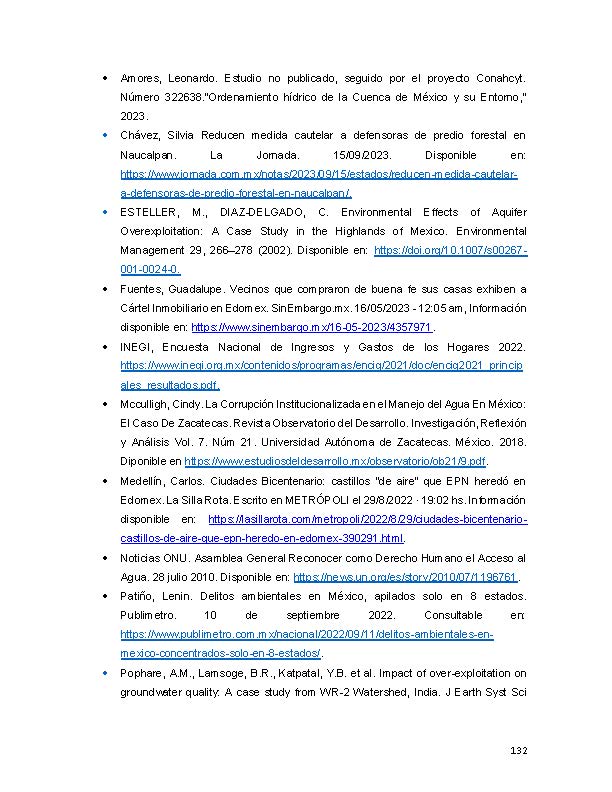 • Amores, Leonardo. Estudio no publicado, seguido por el proyecto Conahcyt.
Número 322638."Ordenamiento hídrico de la Cuenca de México y su Entorno,"
2023.
• Chávez, Silvia Reducen medida cautelar a defensoras de predio forestal en
Naucalpan. La Jornada. 15/09/2023. Disponible en:
https://www.jornada.com.mx/notas/2023/09/15/estados/reducen-medida-cautelar-
a-defensoras-de-predio-forestal-en-naucalpan/.
• ESTELLER, M., DIAZ-DELGADO, C. Environmental Effects of Aquifer
Overexploitation: A Case Study in the Highlands of Mexico. Environmental
Management 29, 266–278 (2002). Disponible en: https://doi.org/10.1007/s00267-
001-0024-0.
• Fuentes, Guadalupe. Vecinos que compraron de buena fe sus casas exhiben a
Cártel Inmobiliario en Edomex. SinEmbargo.mx. 16/05/2023 - 12:05 am, Información
disponible en: https://www.sinembargo.mx/16-05-2023/4357971.
• INEGI, Encuesta Nacional de Ingresos y Gastos de los Hogares 2022.
https://www.inegi.org.mx/contenidos/programas/encig/2021/doc/encig2021_princip
ales_resultados.pdf.
• Mcculligh, Cindy. La Corrupción Institucionalizada en el Manejo del Agua En México:
El Caso De Zacatecas. Revista Observatorio del Desarrollo. Investigación, Reflexión
y Análisis Vol. 7. Núm 21. Universidad Autónoma de Zacatecas. México. 2018.
Diponible en https://www.estudiosdeldesarrollo.mx/observatorio/ob21/9.pdf.
• Medellín, Carlos. Ciudades Bicentenario: castillos "de aire" que EPN heredó en
Edomex. La Silla Rota. Escrito en METRÓPOLI el 29/8/2022 · 19:02 hs. Información
disponible en: https://lasillarota.com/metropoli/2022/8/29/ciudades-bicentenario-
castillos-de-aire-que-epn-heredo-en-edomex-390291.html.
• Noticias ONU. Asamblea General Reconocer como Derecho Humano el Acceso al
Agua. 28 julio 2010. Disponible en: https://news.un.org/es/story/2010/07/1196761.
• Patiño, Lenin. Delitos ambientales en México, apilados solo en 8 estados.
Publimetro. 10 de septiembre 2022. Consultable en:
https://www.publimetro.com.mx/nacional/2022/09/11/delitos-ambientales-en-
mexico-concentrados-solo-en-8-estados/.
• Pophare, A.M., Lamsoge, B.R., Katpatal, Y.B. et al. Impact of over-exploitation on
groundwater quality: A case study from WR-2 Watershed, India. J Earth Syst Sci
132